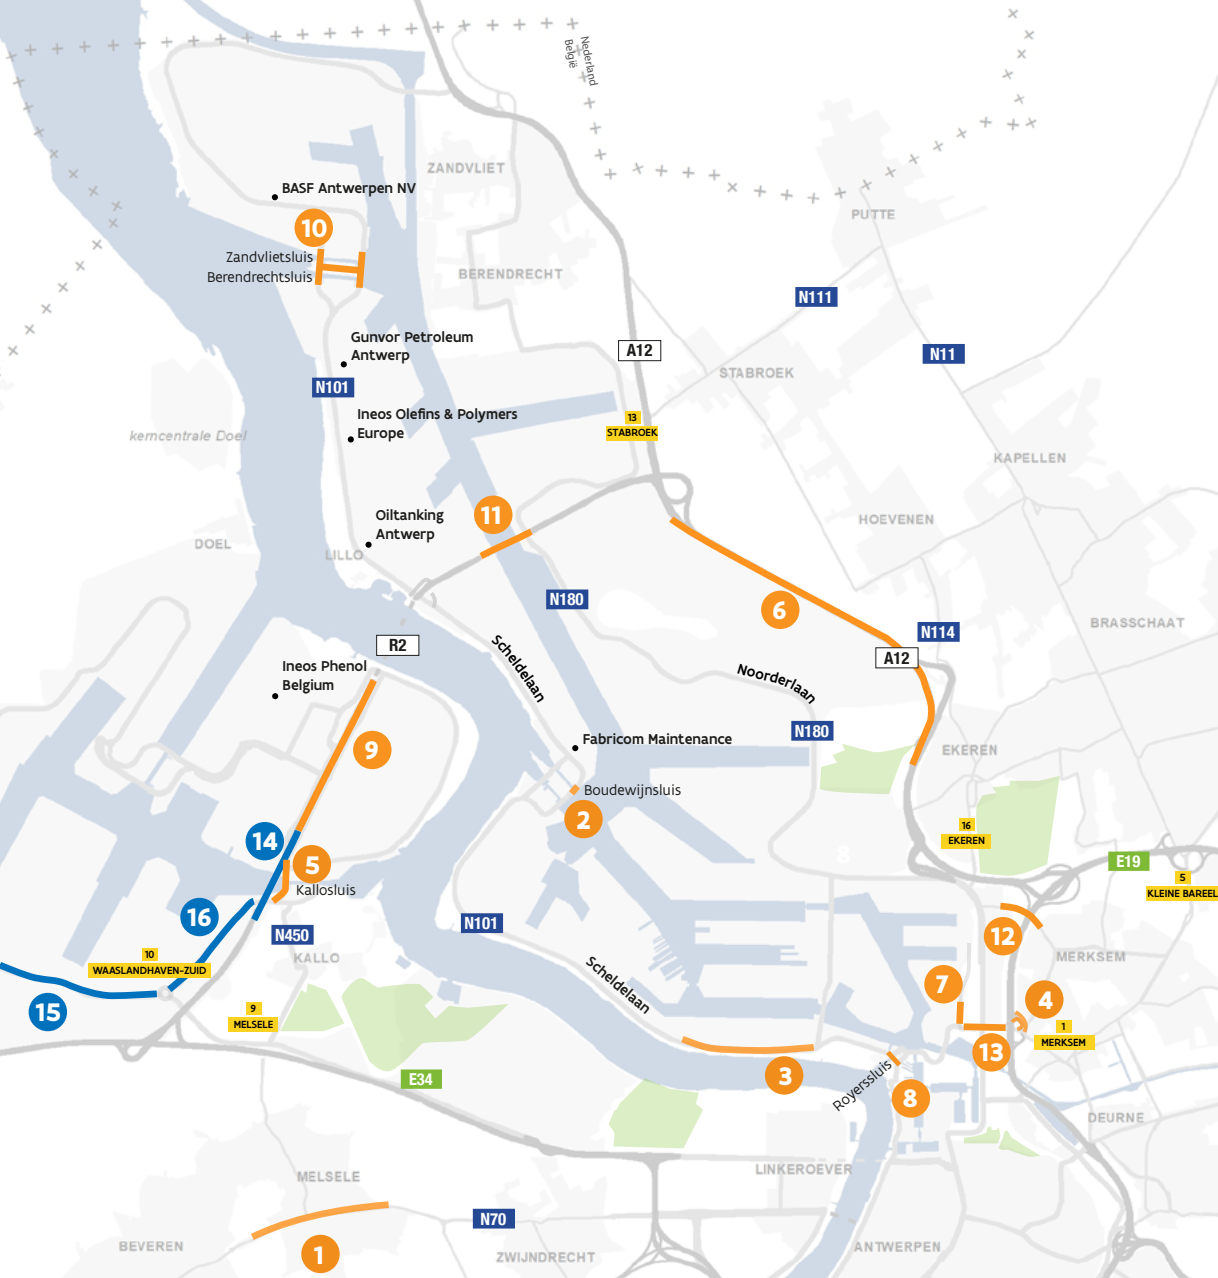 Nederland
België
ZANDVLIET
BASF Antwerpen NV
PUTTE
10
Zandvlietsluis
Berendrechtsluis
BERENDRECHT
N111
Gunvor Petroleum
Antwerp
A12
N11
STABROEK
N101
Ineos Olefins & Polymers
Europe
13
STABROEK
kerncentrale Doel
KAPELLEN
Oiltanking
Antwerp
11
HOEVENEN
DOEL
LILLO
N180
6
BRASSCHAAT
N114
R2
A12
Scheldelaan
Ineos Phenol
Belgium
Noorderlaan
N180
Fabricom Maintenance
9
EKEREN
Boudewijnsluis
2
16
EKEREN
14
8
E19
5
Kallosluis
5
KLEINE BAREEL
16
N101
N450
12
10
WAASLANDHAVEN-ZUID
KALLO
MERKSEM
Scheldelaan
7
4
15
9
MELSELE
1
MERKSEM
13
3
E34
Royerssluis
8
DEURNE
LINKEROEVER
MELSELE
N70
BEVEREN
1
ZWIJNDRECHT
ANTWERPEN